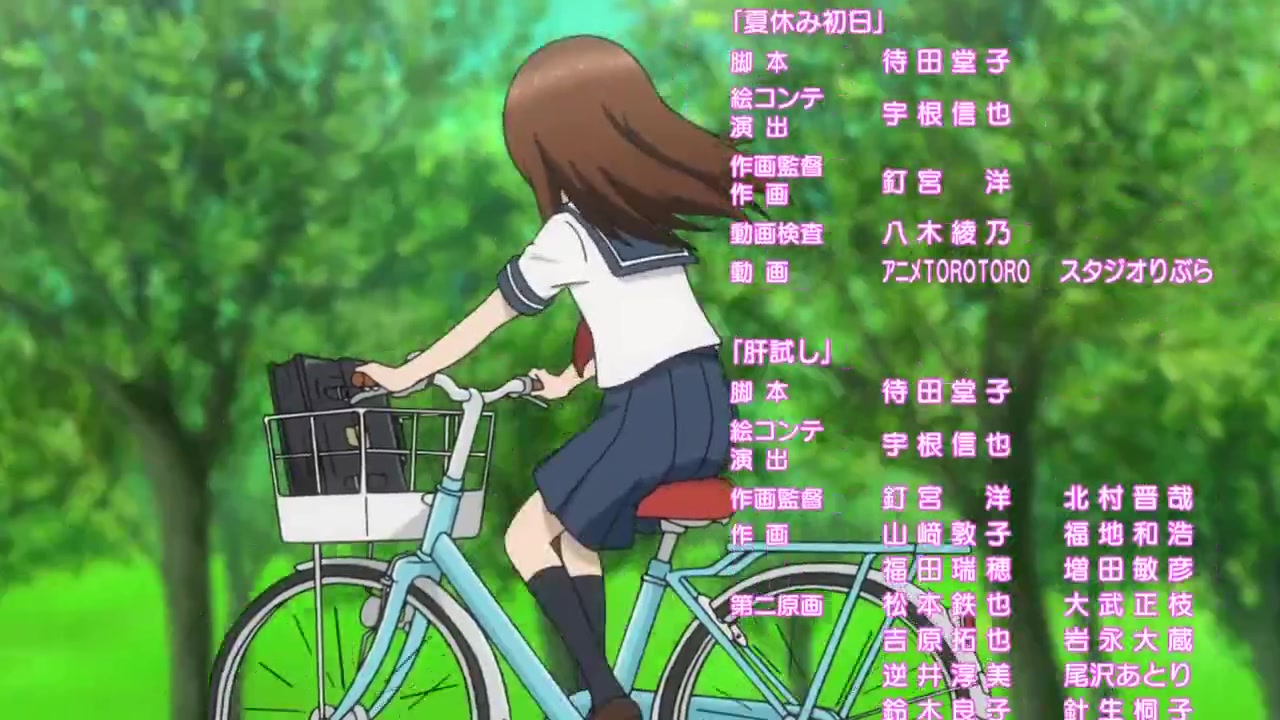 「夏休み初日」
脚本 待田堂子
絵コンテ
演出 宇根信也
作画監督
作画 釘宮 洋
動画検査 八木綾乃
動画 ｱﾆﾒTOROTORO スタジオりぶら
「肝試し」
脚本 待田堂子
絵コンテ
演出 宇根信也
作画監督 釘宮 洋 北村晋哉
作画 山﨑敦子 福地和浩
福田瑞穂 増田敏彦
第二原画 松本鉄也 大武正枝
吉原拓也 岩永大蔵
逆井淳美 尾沢あとり
鈴木良子 針生桐子